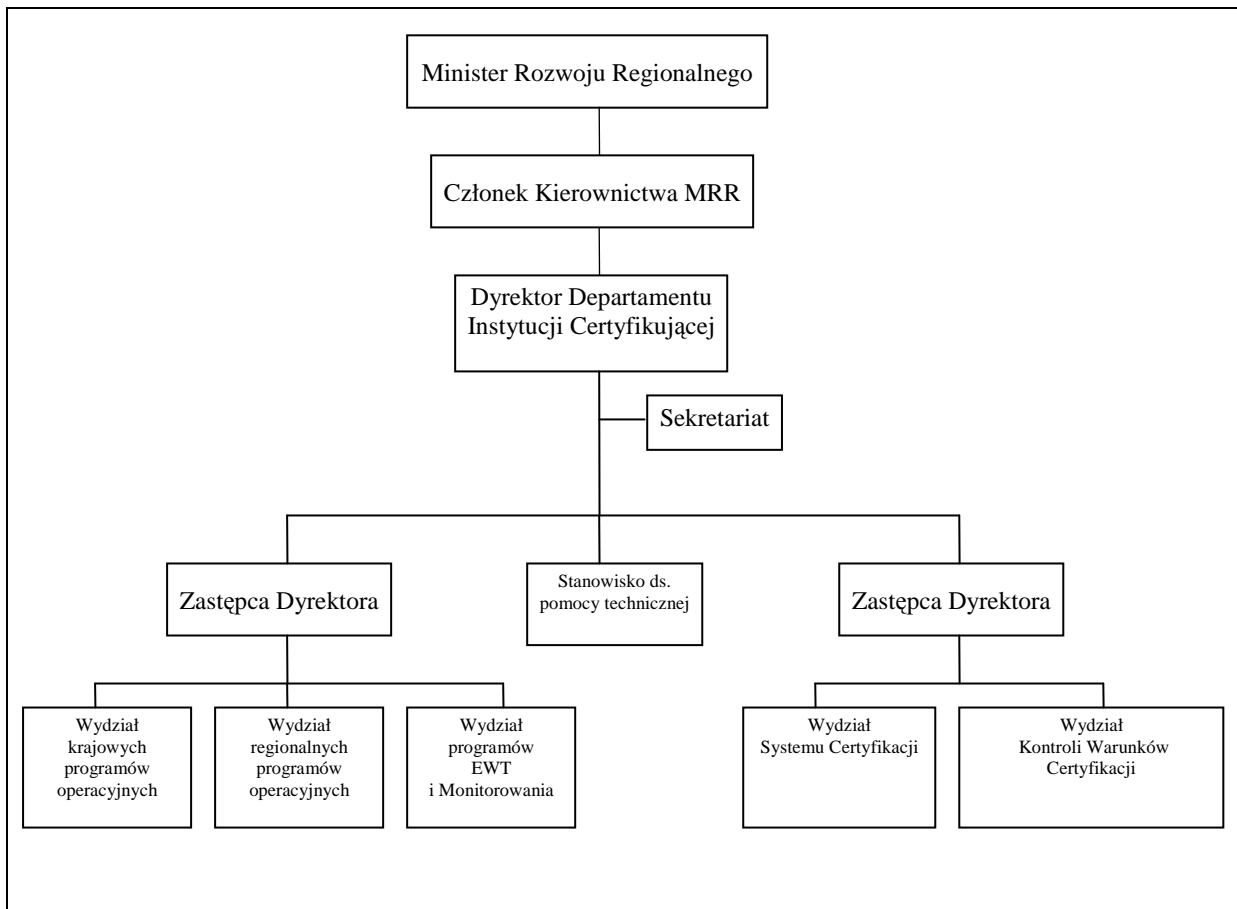 Minister Rozwoju Regionalnego
Członek Kierownictwa MRR
Dyrektor Departamentu
Instytucji Certyfikującej
Sekretariat
Zastępca Dyrektora
Stanowisko ds.
pomocy technicznej
Zastępca Dyrektora
Wydział
krajowych
programów
operacyjnych
Wydział
regionalnych
programów
operacyjnych
Wydział
programów
EWT
i Monitorowania
Wydział
Systemu Certyfikacji
Wydział
Kontroli Warunków
Certyfikacji